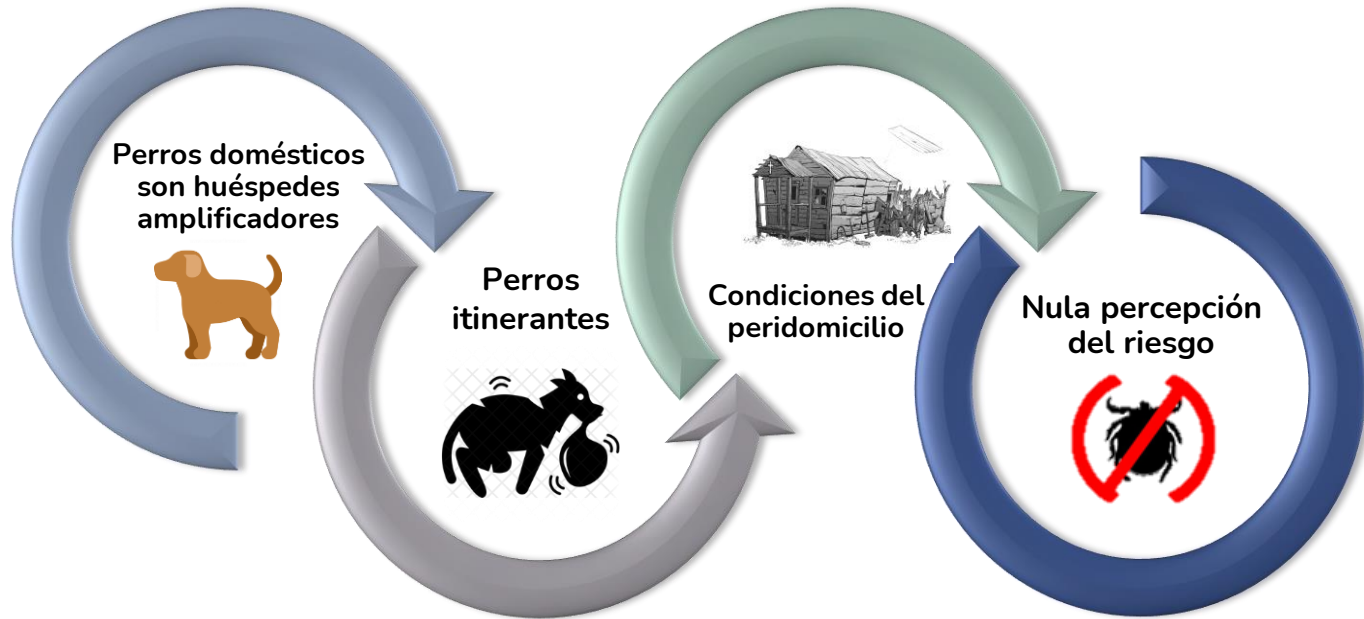 Perros domésticos
son huéspedes
amplificadores
Perros
itinerantes
Condiciones del
peridomicilio
Nula percepción
del riesgo